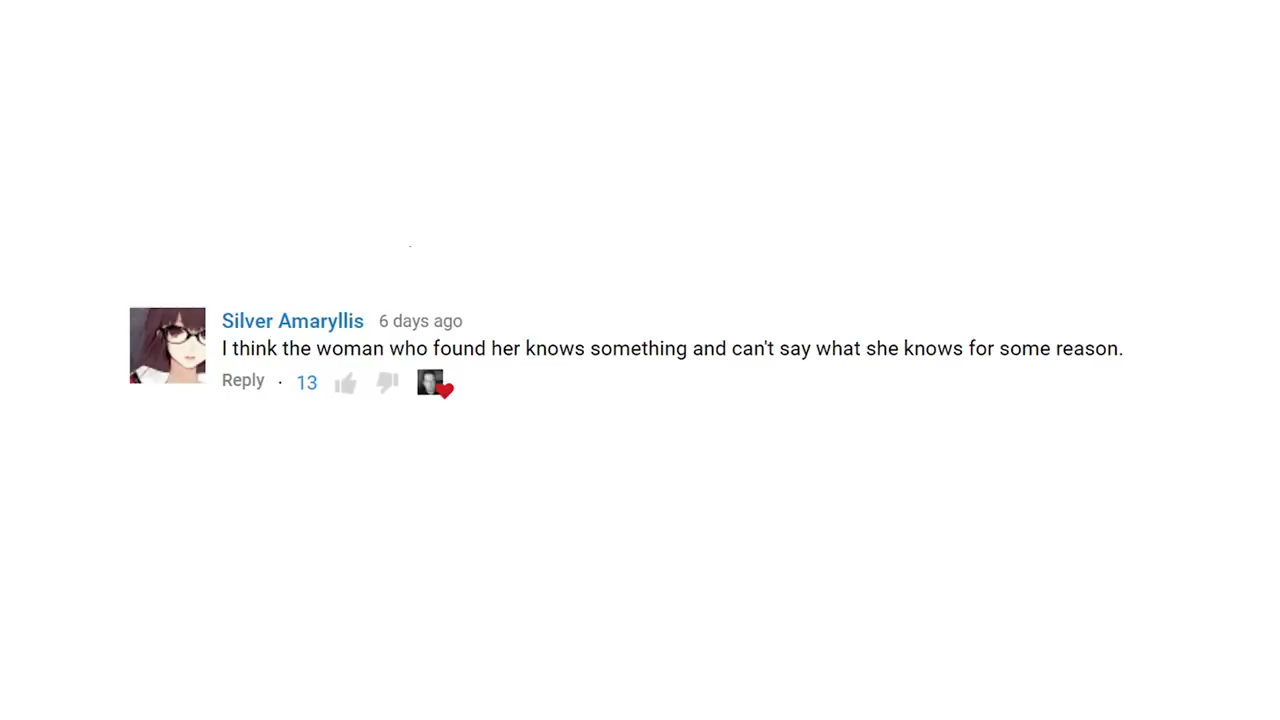 Silver Amaryllis 6 days ago
I think the woman who found her knows something and can't say what she knows for some reason.
Reply · 13